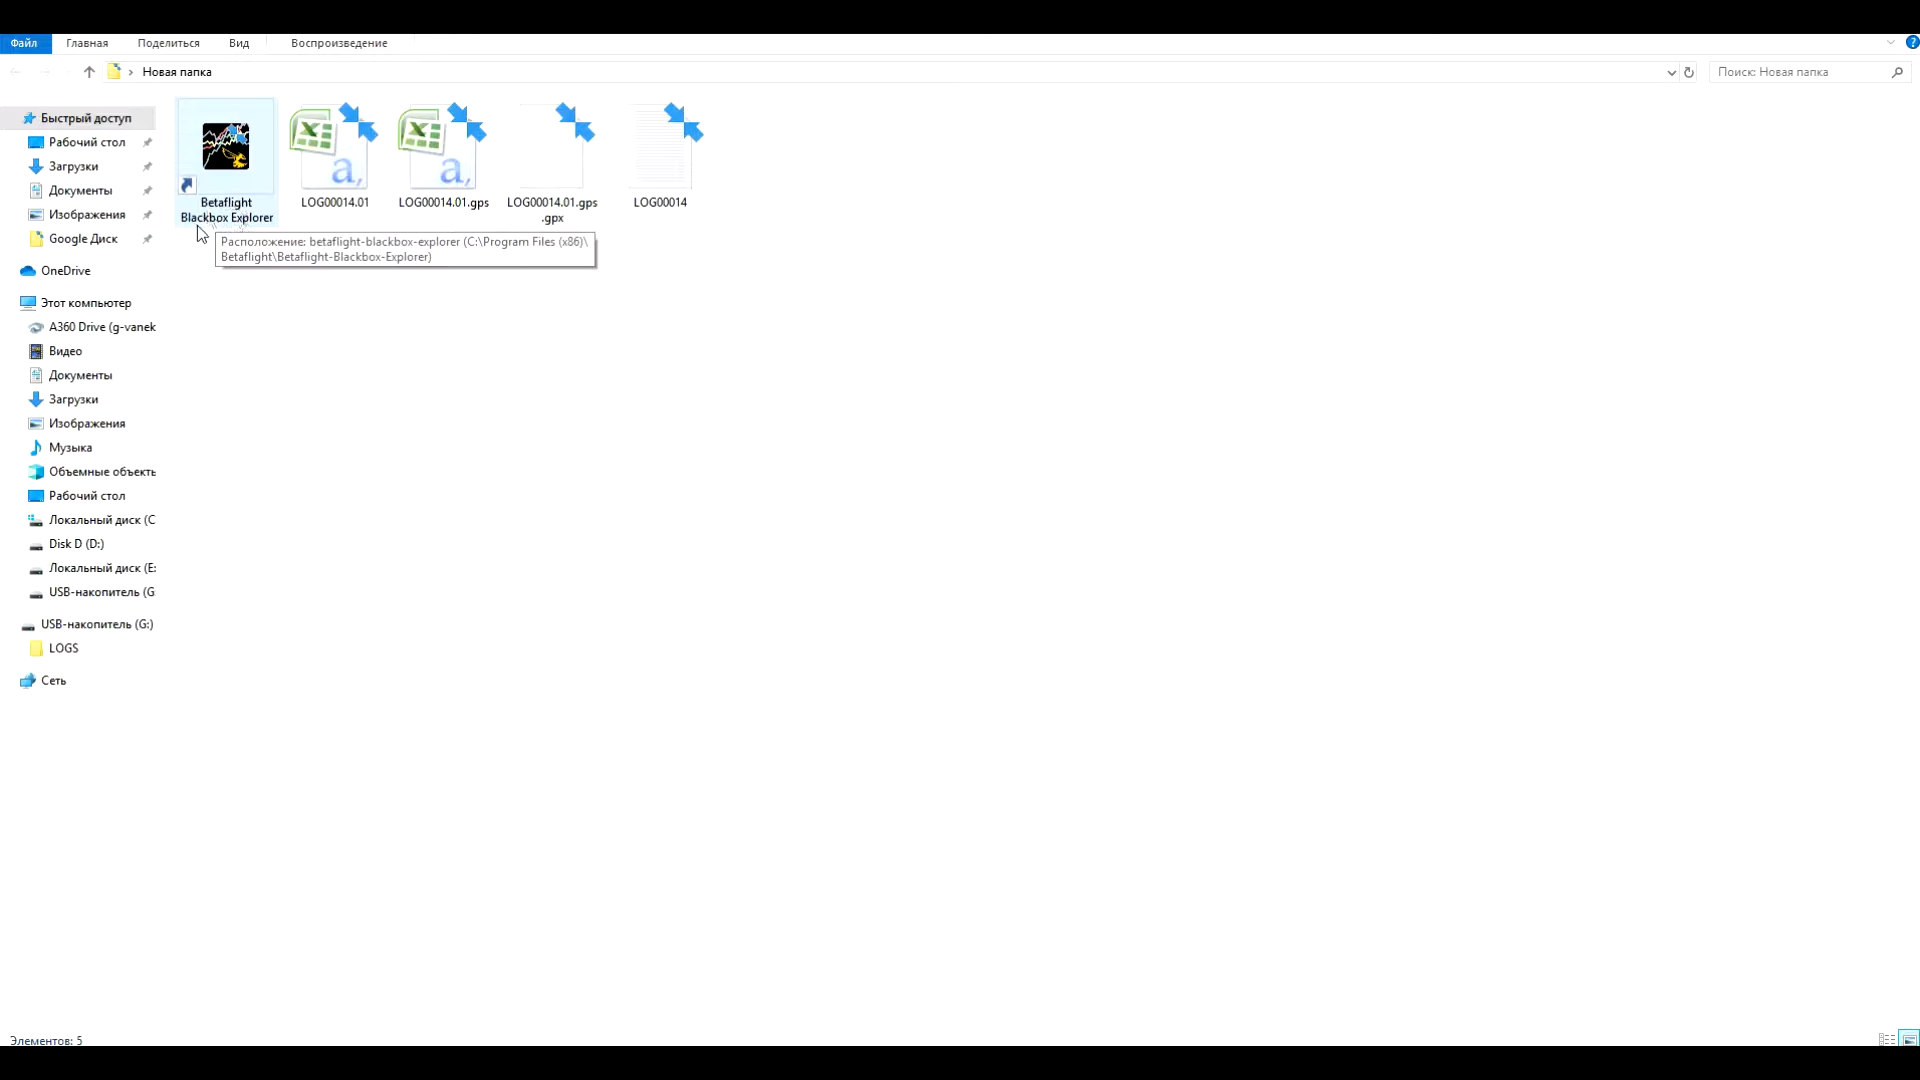 Файл
Главная
Поделиться
Вид
Воспроизведение
Новая папка
Поиск: Новая папка
Быстрый доступ
Рабочий стол
Загрузки
Документы
Изображения
Google Диск
OneDrive
Этот компьютер
A360 Drive (g-vanek
Видео
Документы
Загрузки
Изображения
Музыка
Объемные объекть
Рабочий стол
Локальный диск (C
Disk D (D:)
Локальный диск (E:
USB-накопитель (G:
USB-накопитель (G:)
LOGS
Сеть
Betaflight
Blackbox Explorer
LOG00014.01
LOG00014.01.gps
LOG00014.01.gps
.gpx
LOG00014
Расположение: betaflight-blackbox-explorer (C:\Program Files (x86)\
Betaflight\Betaflight-Blackbox-Explorer)
Элементов: 5